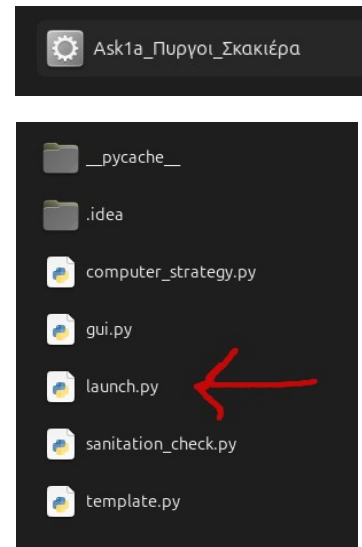 Ask1a_Πυργοι_Σκακιέρα
__pycache__
.idea
computer_strategy.py
gui.py
launch.py
sanitation_check.py
template.py